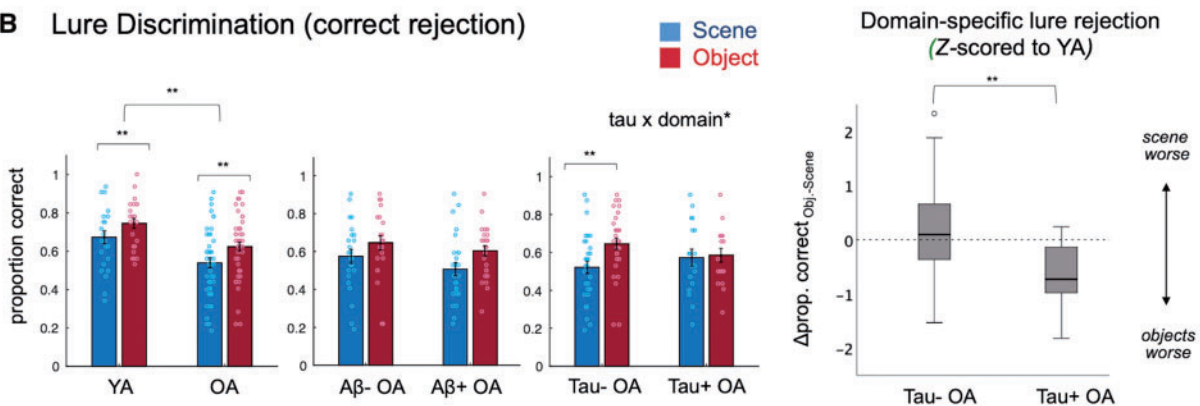 B Lure Discrimination (correct rejection)
Scene
Object
proportion correct
1
0.8
0.6
0.4
0.2
0
**
**
**
YA OA
1
0.8
0.6
0.4
0.2
0
Aβ- OA Aβ+ OA
tau x domain*
1
0.8
0.6
0.4
0.2
0
**
Tau- OA Tau+ OA
Domain-specific lure rejection
(Z-scored to YA)
**
Δprop. correct Obj.-Scene
2
1
0
-1
-2
Tau- OA Tau+ OA
scene
worse
objects
worse